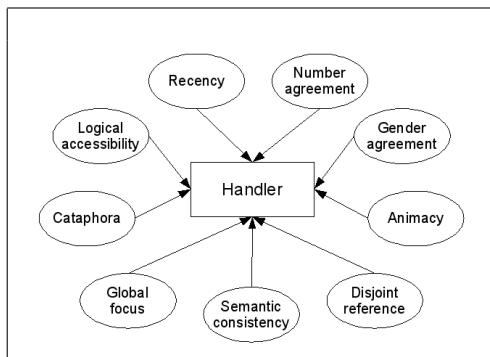 Recency
Number
agreement
Logical
accessibility
Gender
agreement
Handler
Cataphora
Animacy
Global
focus
Semantic
consistency
Disjoint
reference